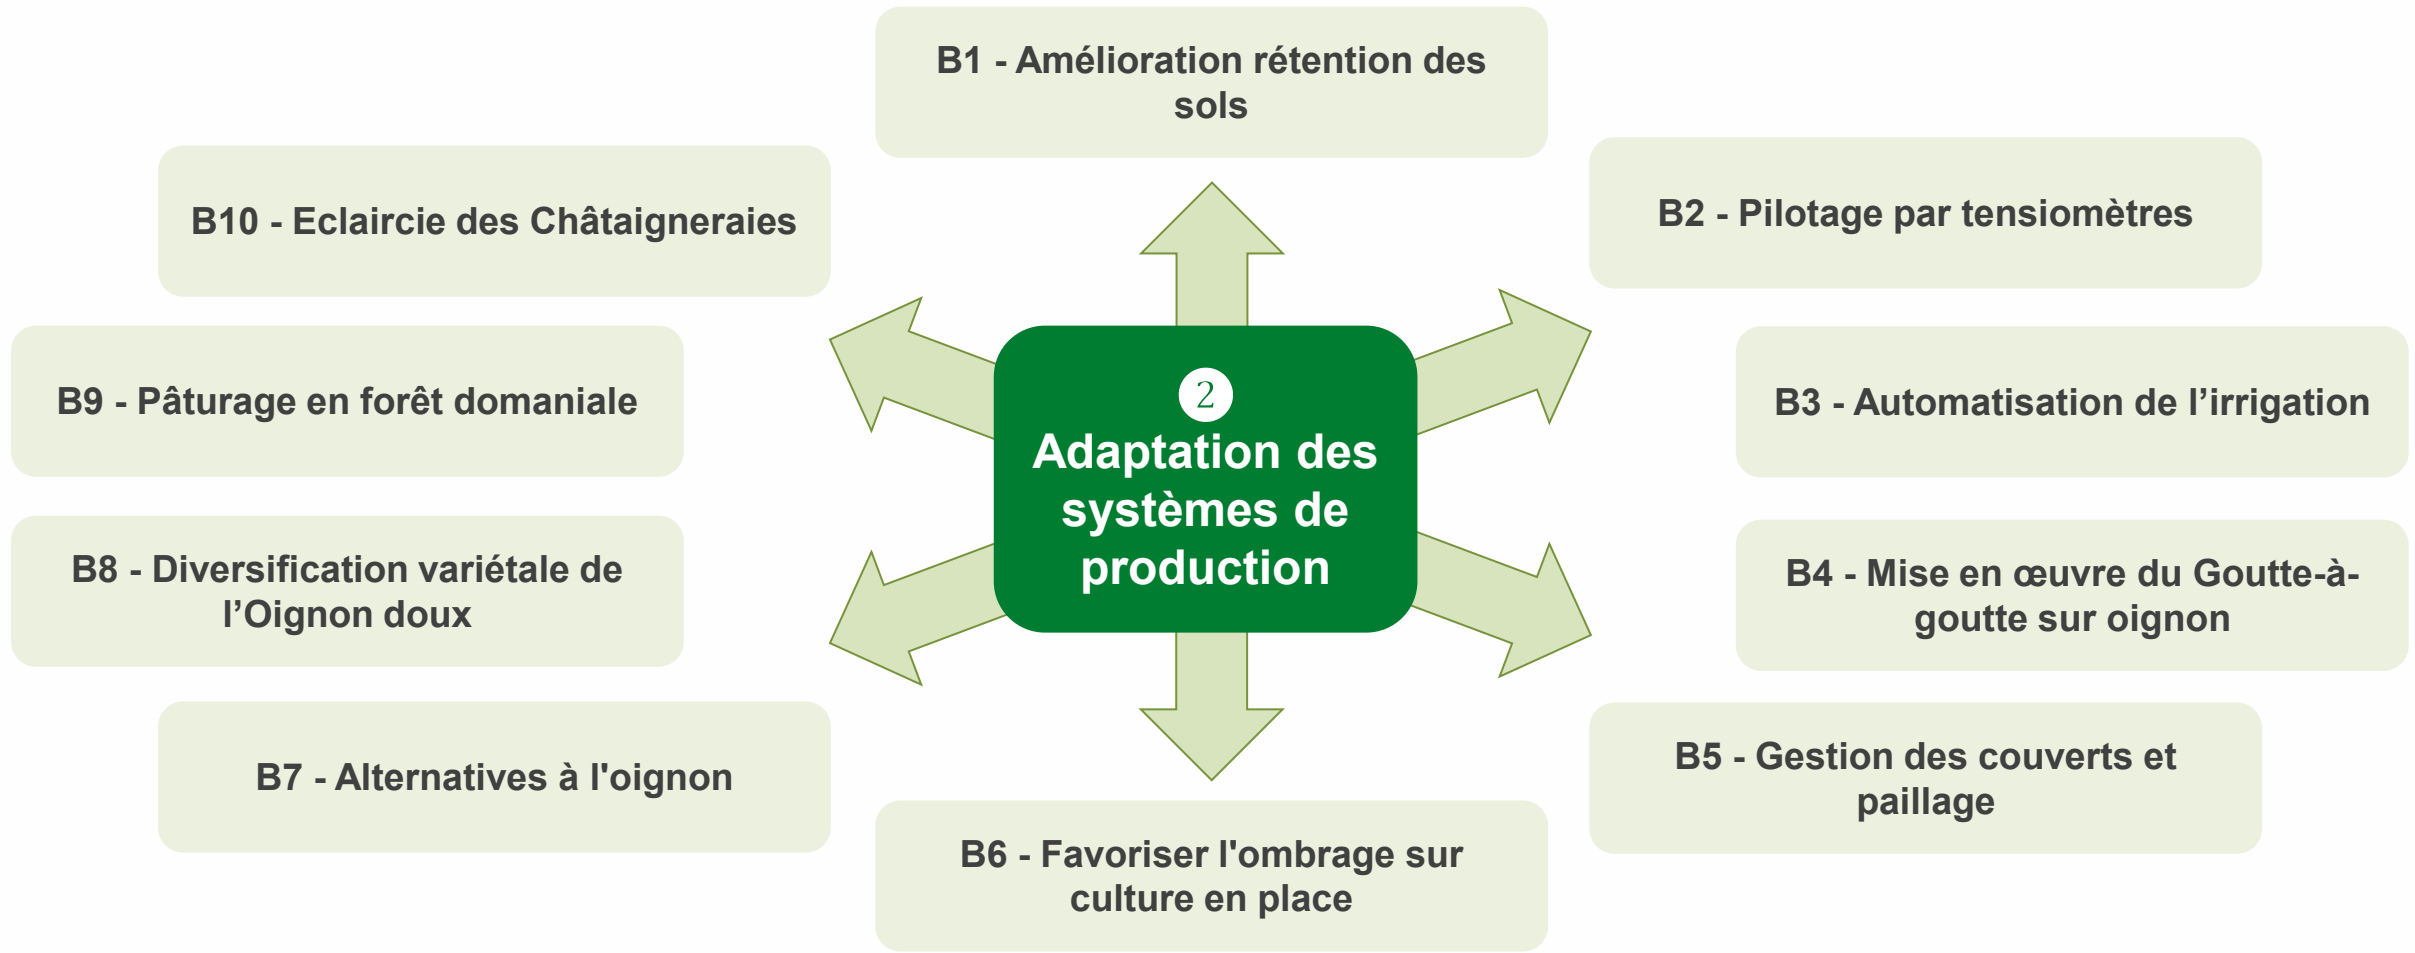 B1 - Amélioration rétention des
sols
B2 - Pilotage par tensiomètres
B3 - Automatisation de l’irrigation
B4 - Mise en œuvre du Goutte-à-
goutte sur oignon
B5 - Gestion des couverts et
paillage
B6 - Favoriser l'ombrage sur
culture en place
B7 - Alternatives à l'oignon
B8 - Diversification variétale de
l’Oignon doux
B9 - Pâturage en forêt domaniale
B10 - Eclaircie des Châtaigneraies
❷
Adaptation des
systèmes de
production